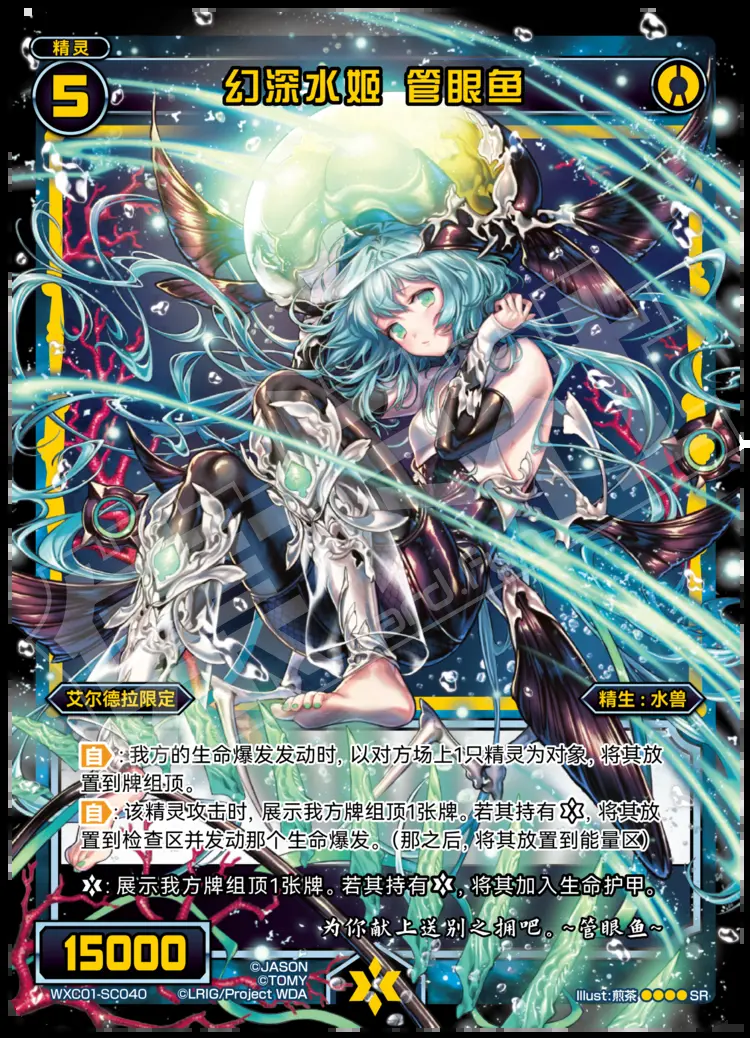 精灵
5
幻深水姬 管眼鱼
艾尔德拉限定
精生：水兽
自：我方的生命爆发发动时，以对方场上1只精灵为对象，将其放
置到牌组顶。
自：该精灵攻击时，展示我方牌组顶1张牌。若其持有，将其放
置到检查区并发动那个生命爆发。（那之后，将其放置到能量区）
：展示我方牌组顶1张牌。若其持有，将其加入生命护甲。
为你献上送别之拥吧。~管眼鱼~
15000
©JASON
©TOMY
WXC01-SC040 ©LRIG/Project WDA
Illust:煎茶 SR